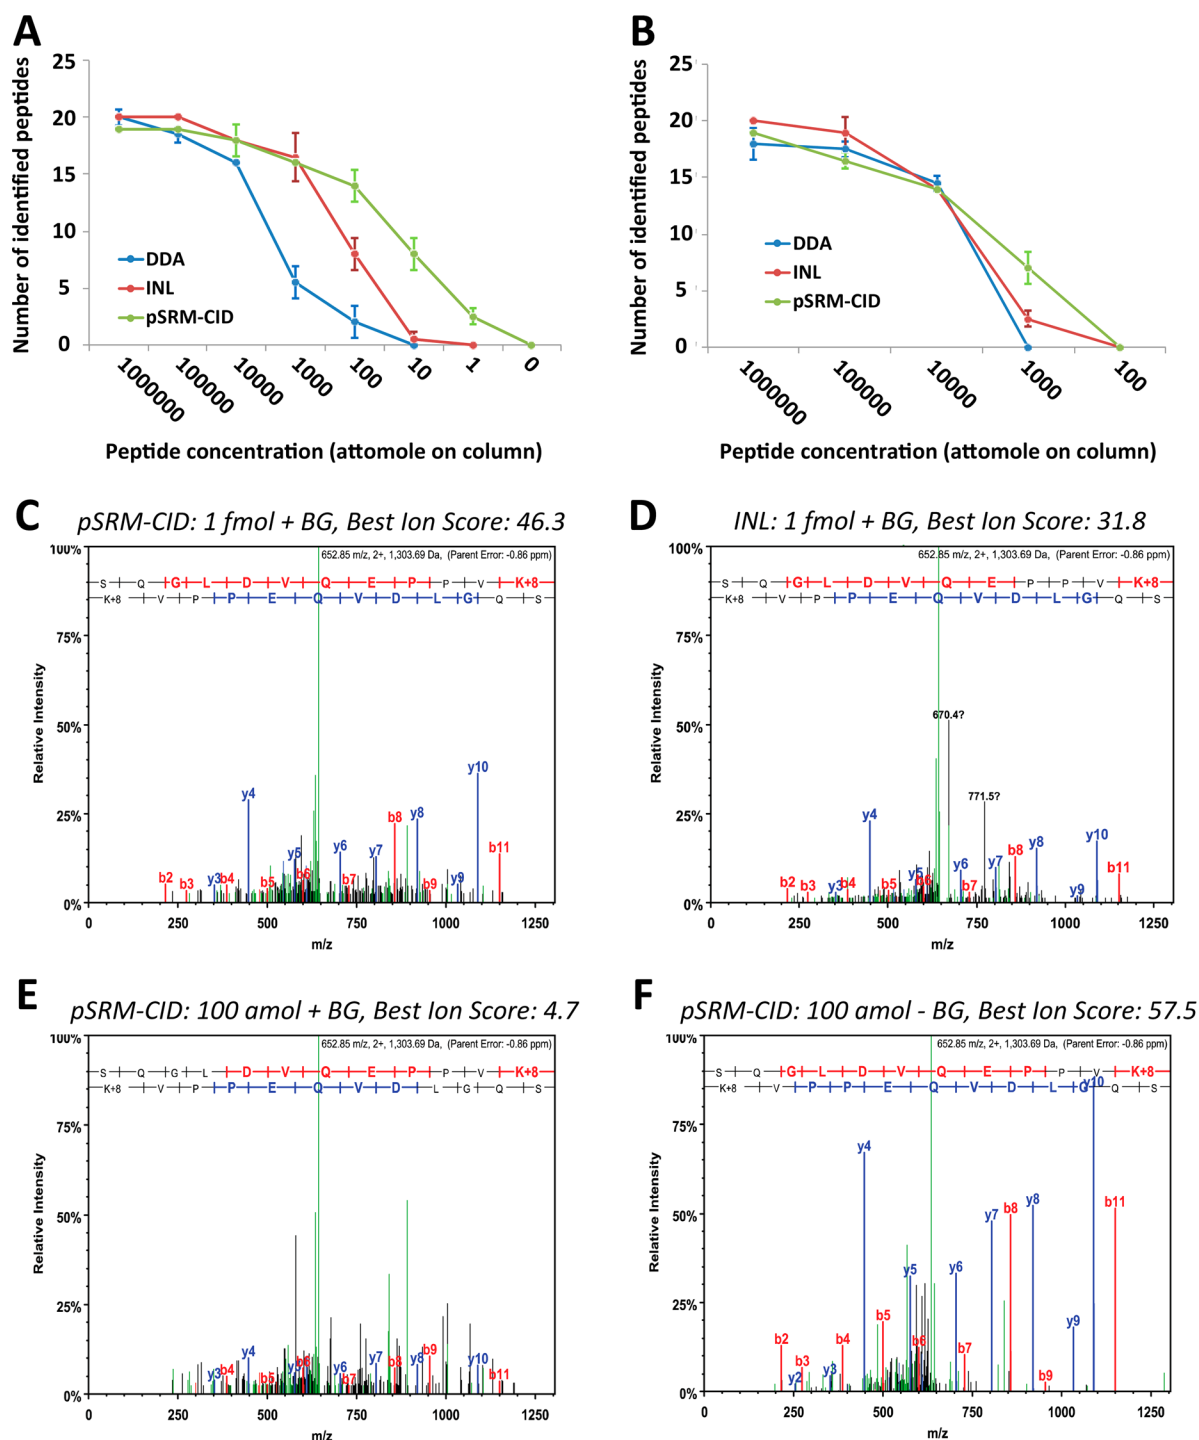 A
B
25
20
15
10
5
0
Number of identified peptides
DDA
INL
pSRM-CID
1000000
100000
10000
1000
100
10
1
0
Peptide concentration (attomole on column)
25
20
15
10
5
0
Number of identified peptides
DDA
INL
pSRM-CID
1000000
100000
10000
1000
100
Peptide concentration (attomole on column)
C
pSRM-CID: 1 fmol + BG, Best Ion Score: 46.3
100%
75%
50%
25%
0%
Relative Intensity
652.85 m/z, 2+, 1,303.69 Da, (Parent Error: -0.86 ppm)
S Q G L D V Q E P P V K+8
K+8 V P P E Q V D L G Q S
y10
y4
b8 y8
y5 y6 y7
b11
b2 b3 y3 b4 b5 b6 b7 b9 y9
0 250 500 750 1000 1250
m/z
D
INL: 1 fmol + BG, Best Ion Score: 31.8
100%
75%
50%
25%
0%
Relative Intensity
652.85 m/z, 2+, 1,303.69 Da, (Parent Error: -0.86 ppm)
S Q G L D V Q E P P V K+8
K+8 V P P E Q V D L G Q S
670.4?
771.5?
y4
y10
b8 y8
y5 y6 y7
b11
b2 b3 y3 b4 b5 b6 b7 y9
0 250 500 750 1000 1250
m/z
E
pSRM-CID: 100 amol + BG, Best Ion Score: 4.7
100%
75%
50%
25%
0%
Relative Intensity
652.85 m/z, 2+, 1,303.69 Da, (Parent Error: -0.86 ppm)
S Q G L D V Q E P P V K+8
K+8 V P P E Q V D L G Q S
y4 y7 b9
y3 b4 b5 y5 b6 y6 b7 b8 y8 y10 b11
0 250 500 750 1000 1250
m/z
F
pSRM-CID: 100 amol - BG, Best Ion Score: 57.5
100%
75%
50%
25%
0%
Relative Intensity
652.85 m/z, 2+, 1,303.69 Da, (Parent Error: -0.86 ppm)
S Q G L D V Q E P P V K+8
K+8 V P P E Q V D L G Q S
y10
y4
y7 b8 y8 b11
y5 y6
b5 y9
b2 b4 b6 b7
b3 y2 y3 b9
0 250 500 750 1000 1250
m/z